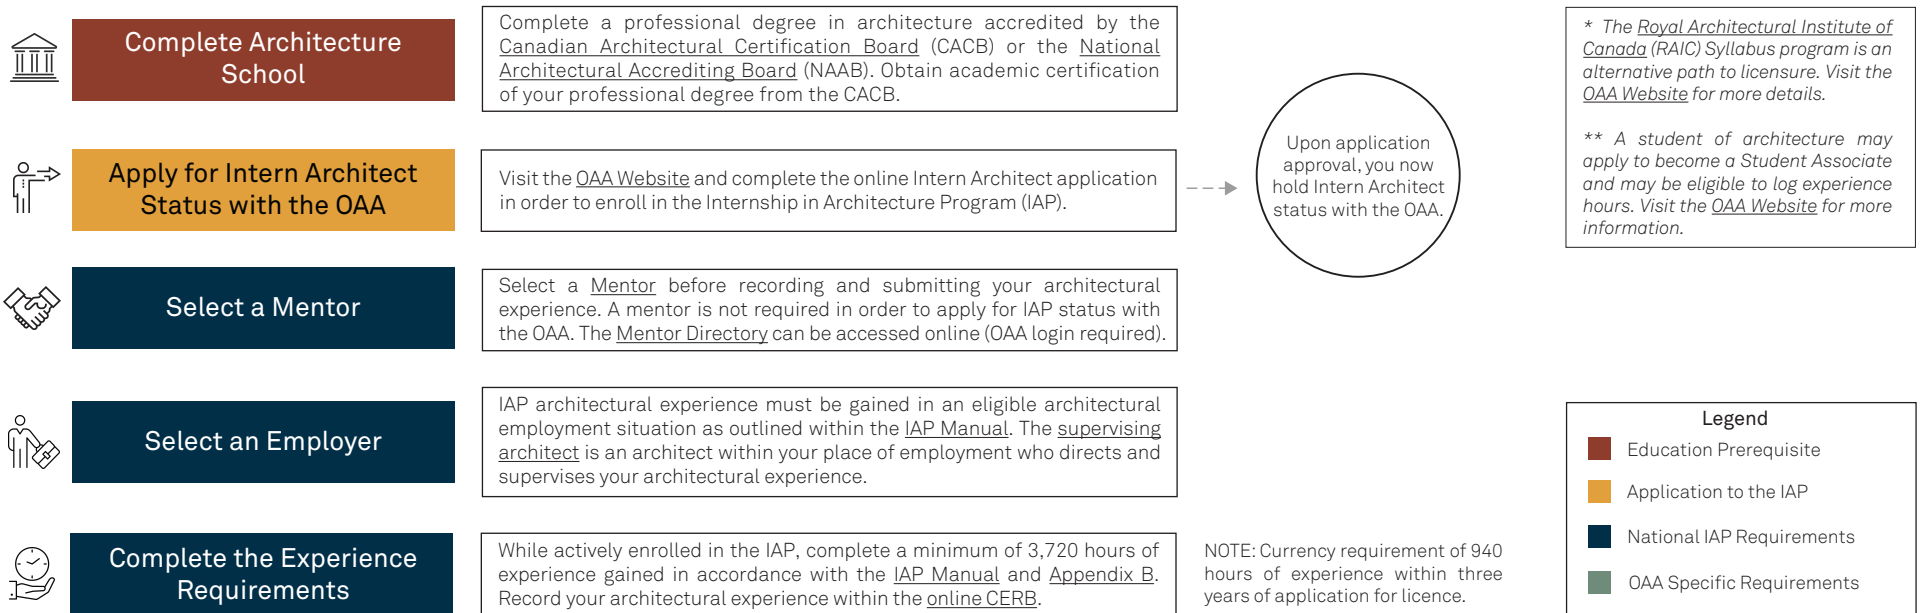 Complete Architecture
School
Complete a professional degree in architecture accredited by the
Canadian Architectural Certification Board (CACB) or the National
Architectural Accrediting Board (NAAB). Obtain academic certification
of your professional degree from the CACB.
* The Royal Architectural Institute of
Canada (RAIC) Syllabus program is an
alternative path to licensure. Visit the
OAA Website for more details.
** A student of architecture may
apply to become a Student Associate
and may be eligible to log experience
hours. Visit the OAA Website for more
information.
Apply for Intern Architect
Status with the OAA
Visit the OAA Website and complete the online Intern Architect application
in order to enroll in the Internship in Architecture Program (IAP).
Upon application
approval, you now
hold Intern Architect
status with the OAA.
Select a Mentor
Select a Mentor before recording and submitting your architectural
experience. A mentor is not required in order to apply for IAP status with
the OAA. The Mentor Directory can be accessed online (OAA login required).
Select an Employer
IAP architectural experience must be gained in an eligible architectural
employment situation as outlined within the IAP Manual. The supervising
architect is an architect within your place of employment who directs and
supervises your architectural experience.
Legend
Education Prerequisite
Application to the IAP
National IAP Requirements
OAA Specific Requirements
Complete the Experience
Requirements
While actively enrolled in the IAP, complete a minimum of 3,720 hours of
experience gained in accordance with the IAP Manual and Appendix B.
Record your architectural experience within the online CERB.
NOTE: Currency requirement of 940
hours of experience within three
years of application for licence.